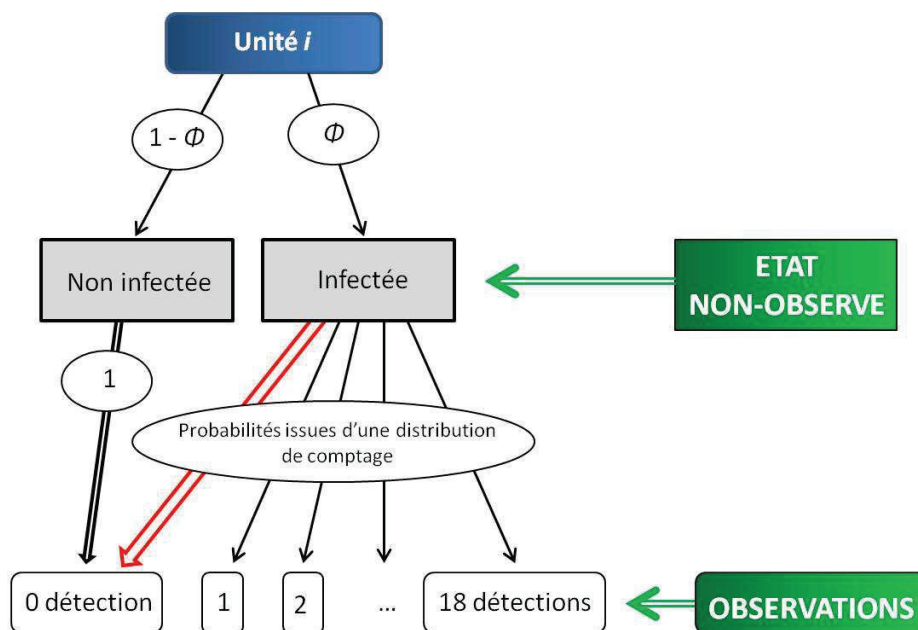 Unité i
1 - Φ
Φ
Non infectée
Infectée
ETAT
NON-OBSERVE
1
Probabilités issues d'une distribution
de comptage
0 détection
1
2
...
18 détections
OBSERVATIONS